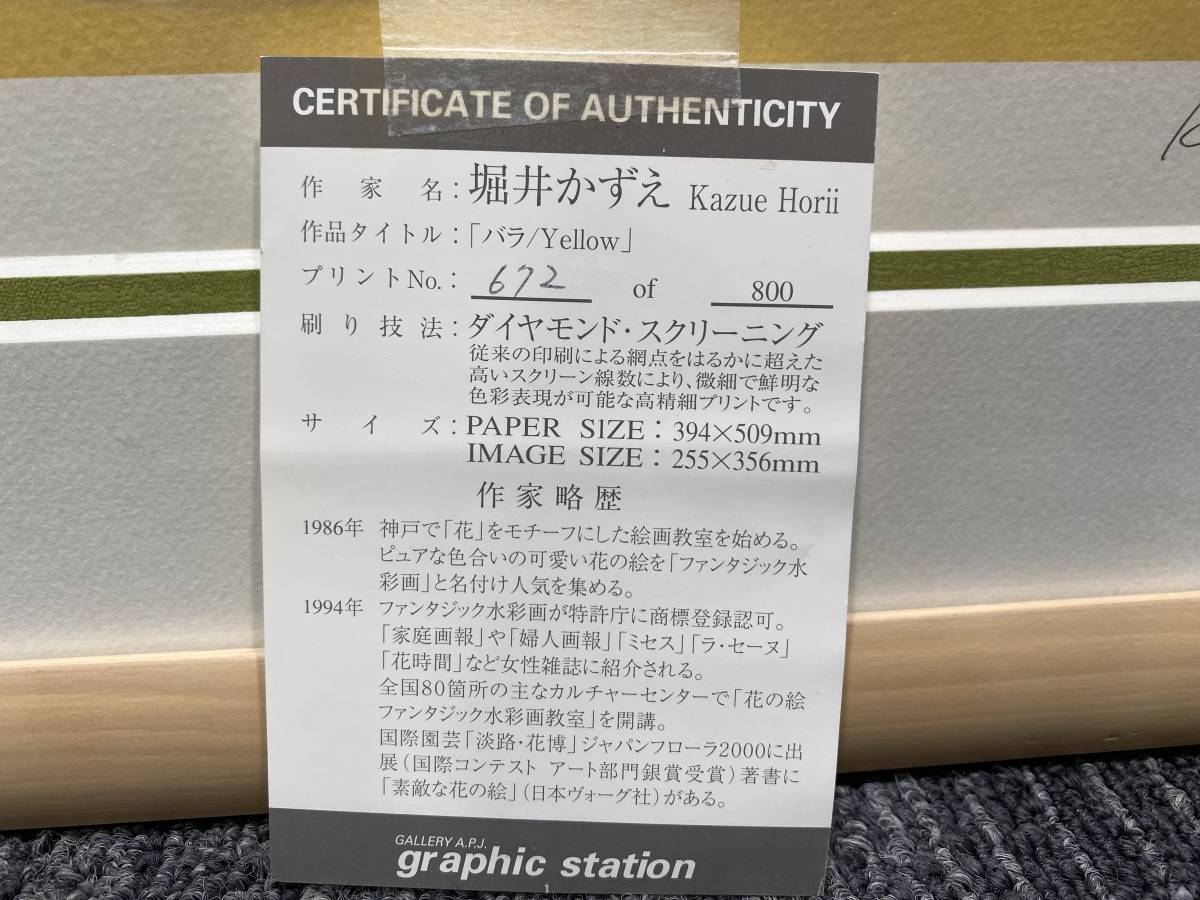 CERTIFICATE OF AUTHENTICITY
作家名：堀井かずえ Kazue Horii
作品タイトル：「バラ/Yellow」
プリントNo.： 672 of 800
刷り技法：ダイヤモンド・スクリーニング
従来の印刷による網点をはるかに超えた
高いスクリーン線数により、微細で鮮明な
色彩表現が可能な高精細プリントです。
サイズ：PAPER SIZE：394×509mm
IMAGE SIZE：255×356mm
作家略歴
1986年 神戸で「花」をモチーフにした絵画教室を始める。
ピュアな色合いの可愛い花の絵を「ファンタジック水
彩画」と名付け人気を集める。
1994年 ファンタジック水彩画が特許庁に商標登録認可。
「家庭画報」や「婦人画報」「ミセス」「ラ・セーヌ」
「花時間」など女性雑誌に紹介される。
全国80箇所の主なカルチャーセンターで「花の絵
ファンタジック水彩画教室」を開講。
国際園芸「淡路・花博」ジャパンフローラ2000に出
展（国際コンテスト アート部門銀賞受賞）著書に
「素敵な花の絵」（日本ヴォーグ社）がある。
GALLERY A.P.J.
graphic station